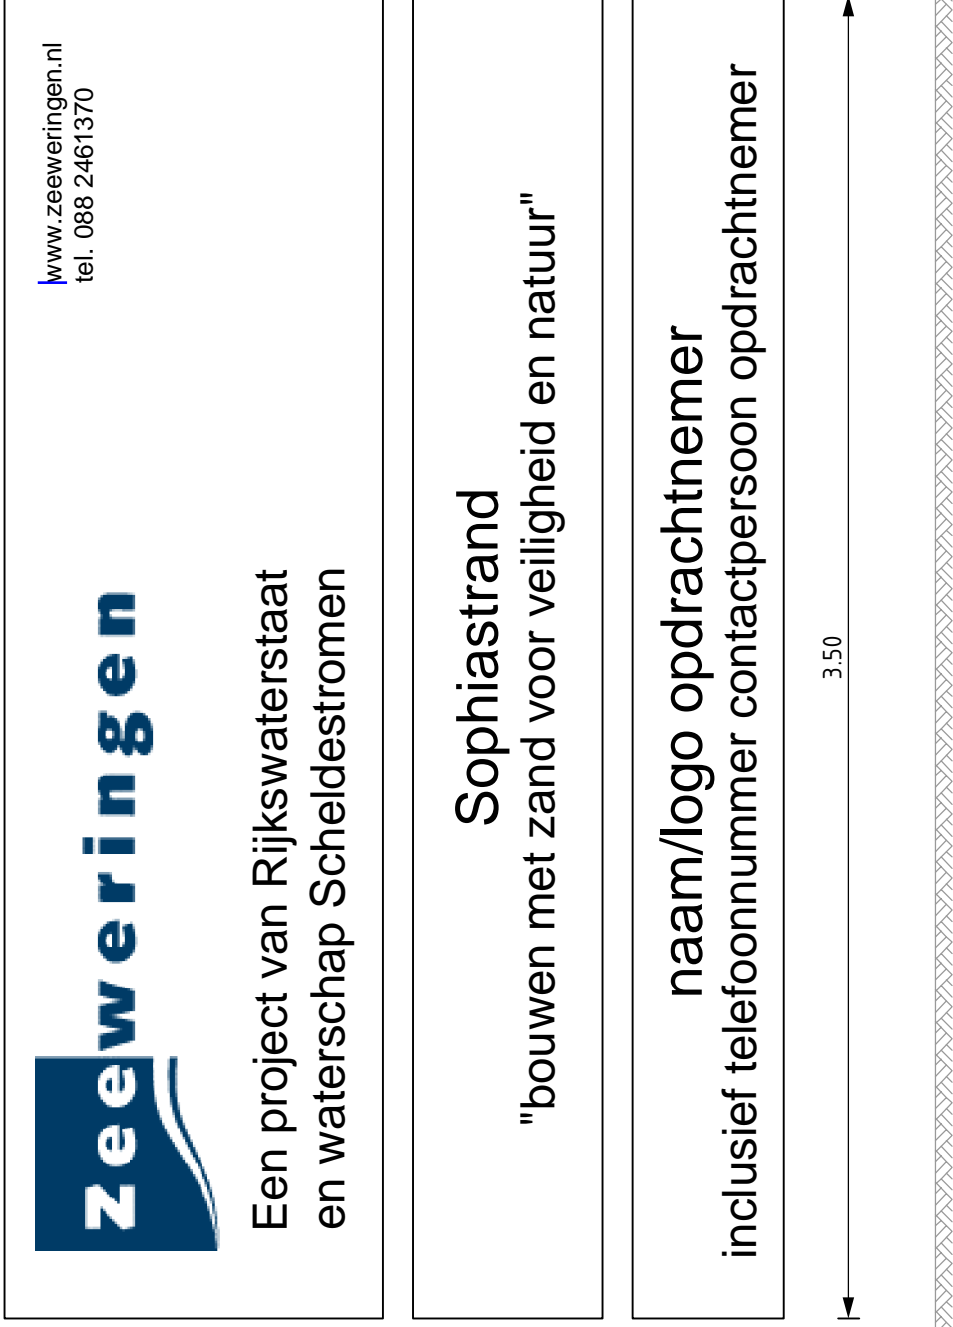 www.zeeweringen.nl
tel. 088 2461370
zeeweringen
Een project van Rijkswaterstaat
en waterschap Scheldestromen
Sophiastrand
"bouwen met zand voor veiligheid en natuur"
naam/logo opdrachtnemer
inclusief telefoonnummer contactpersoon opdrachtnemer
3.50